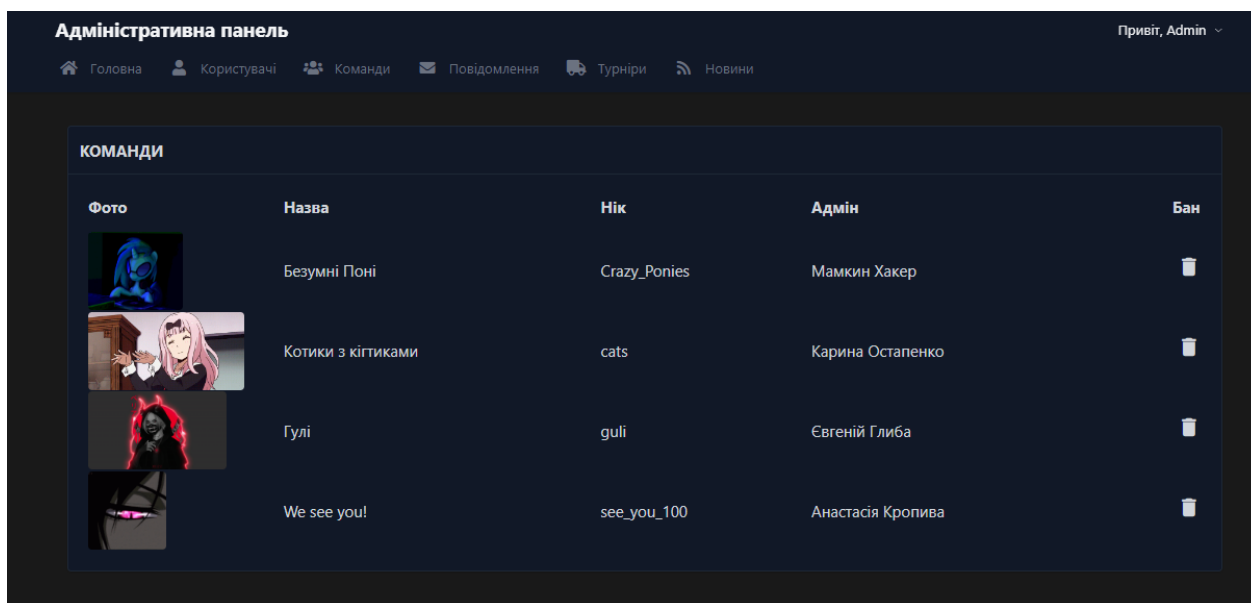 Адміністративна панель
Привіт, Admin
Головна Користувачі Команди Повідомлення Турніри Новини
КОМАНДИ
Фото Назва Нік Адмін Бан
Безумні Поні Crazy_Ponies Мамкин Хакер
Котики з кігтиками cats Карина Остапенко
Гулі guli Євгеній Глиба
We see you! see_you_100 Анастасія Кропива